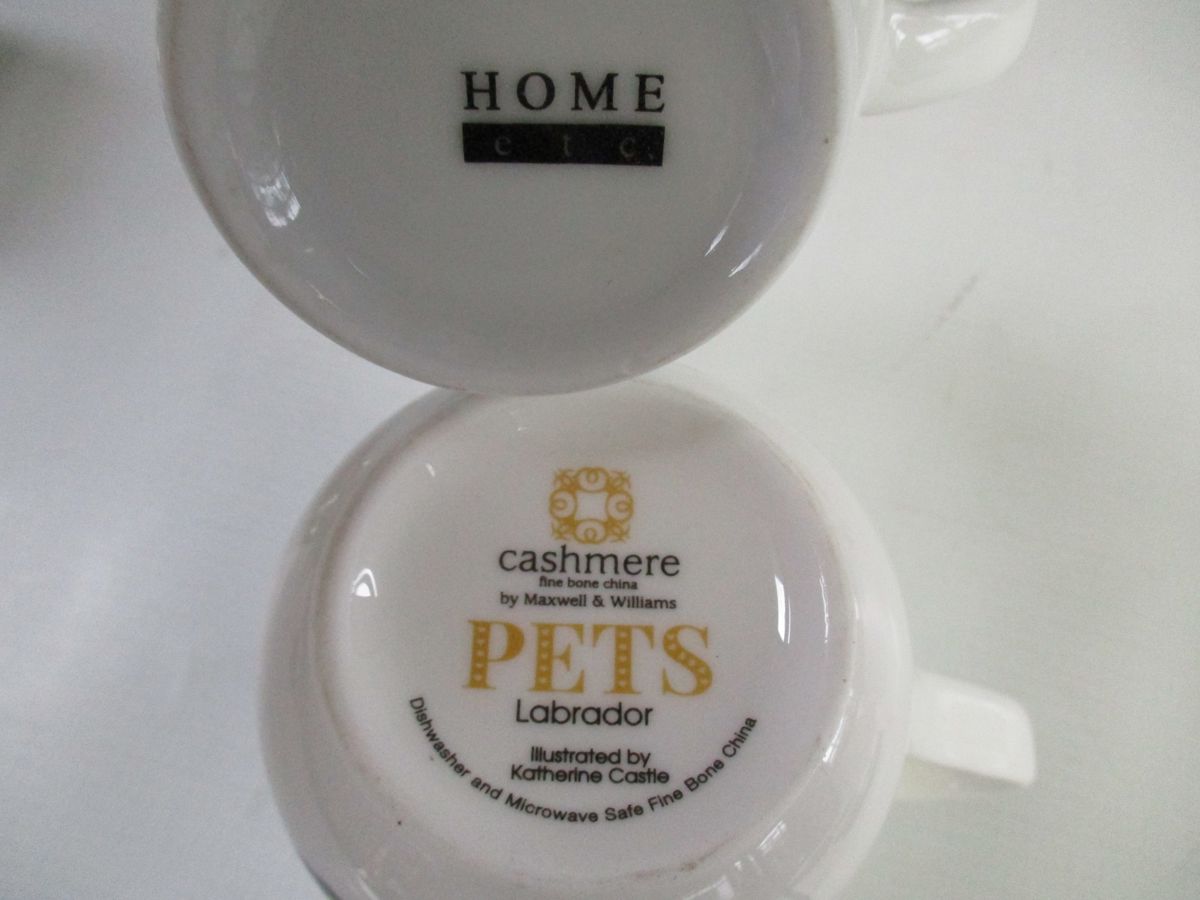 HOME
etc
cashmere
fine bone china
by Maxwell & Williams
PETS
Labrador
Illustrated by
Katherine Castle
Dishwasher and Microwave Safe Fine Bone China